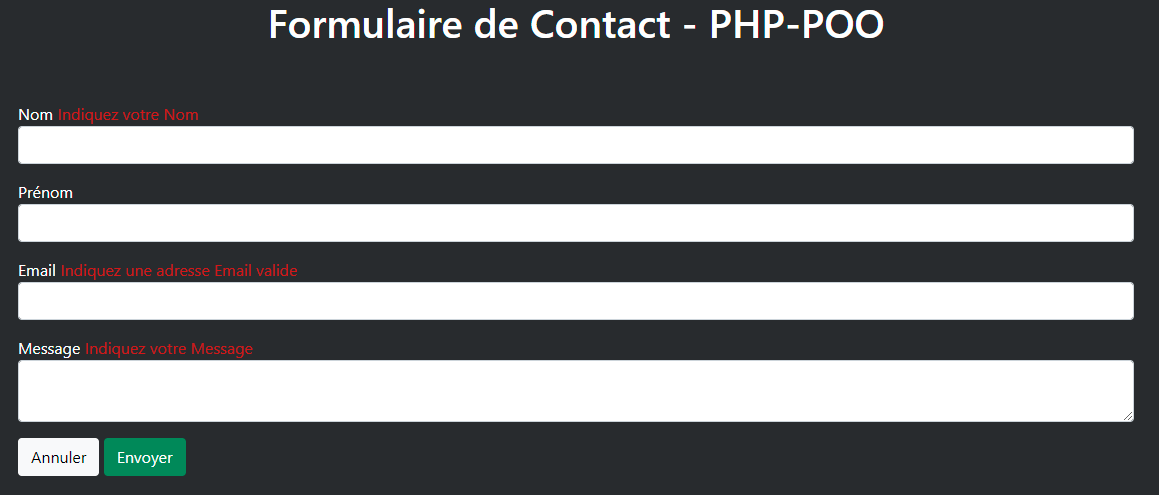 Formulaire de Contact - PHP-POO
Nom Indiquez votre Nom
Prénom
Email Indiquez une adresse Email valide
Message Indiquez votre Message
Annuler Envoyer